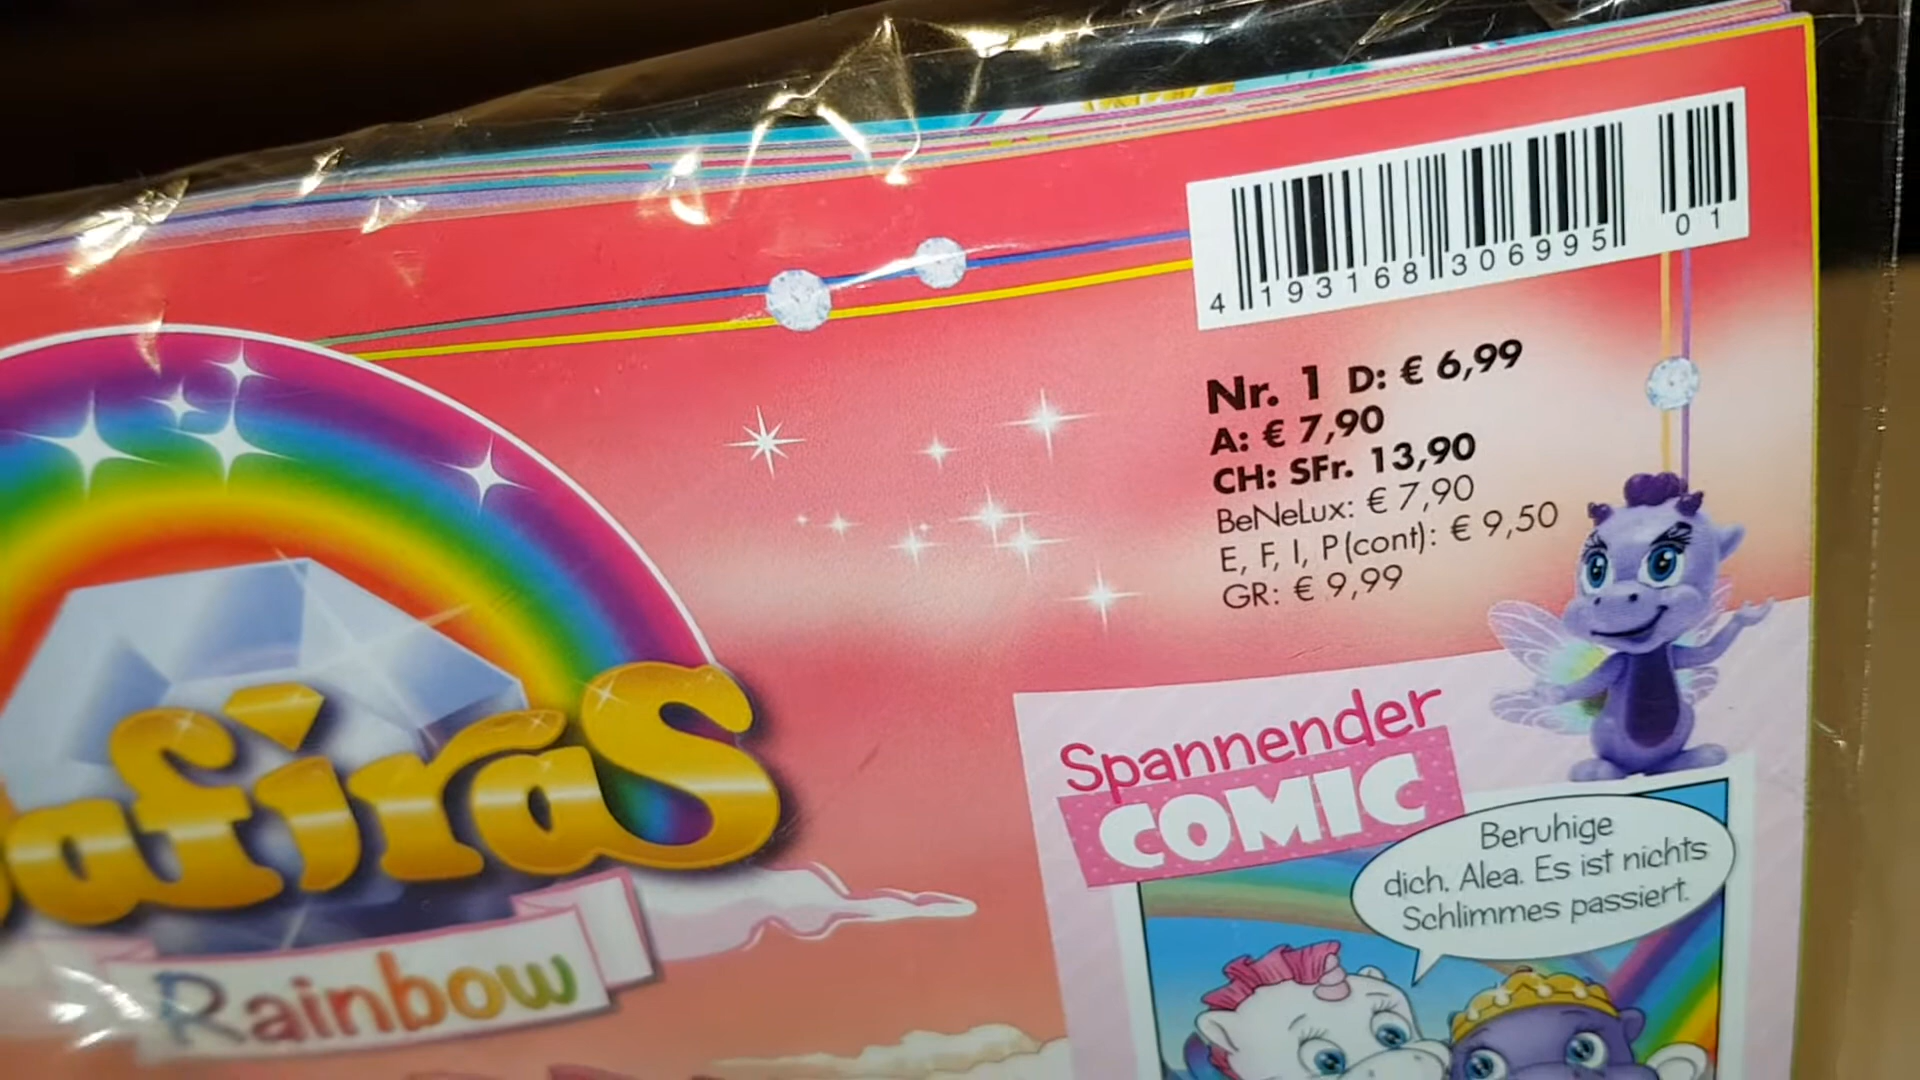 4 193168 306995 01
Nr. 1 D: € 6,99
A: € 7,90
CH: SFr. 13,90
BeNeLux: € 7,90
E, F, I, P(cont): € 9,50
GR: € 9,99
afiras
Rainbow
Spannender
COMIC
Beruhige
dich, Alea. Es ist nichts
Schlimmes passiert.